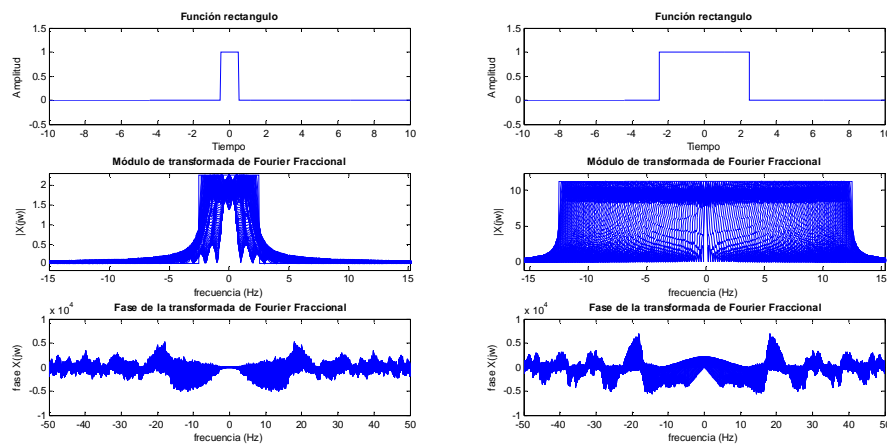 Función rectangulo
1.5
1
0.5
0
-0.5
Amplitud
-10 -8 -6 -4 -2 0 2 4 6 8 10
Tiempo
Módulo de transformada de Fourier Fraccional
2
1.5
1
0.5
0
|X(jw)|
-15 -10 -5 0 5 10 15
frecuencia (Hz)
Fase de la transformada de Fourier Fraccional
x 10^4
1
0.5
0
-0.5
-1
fase X(jw)
-50 -40 -30 -20 -10 0 10 20 30 40 50
frecuencia (Hz)
Función rectangulo
1.5
1
0.5
0
-0.5
Amplitud
-10 -8 -6 -4 -2 0 2 4 6 8 10
Tiempo
Módulo de transformada de Fourier Fraccional
10
5
0
|X(jw)|
-15 -10 -5 0 5 10 15
frecuencia (Hz)
Fase de la transformada de Fourier Fraccional
x 10^4
1
0.5
0
-0.5
-1
fase X(jw)
-50 -40 -30 -20 -10 0 10 20 30 40 50
frecuencia (Hz)